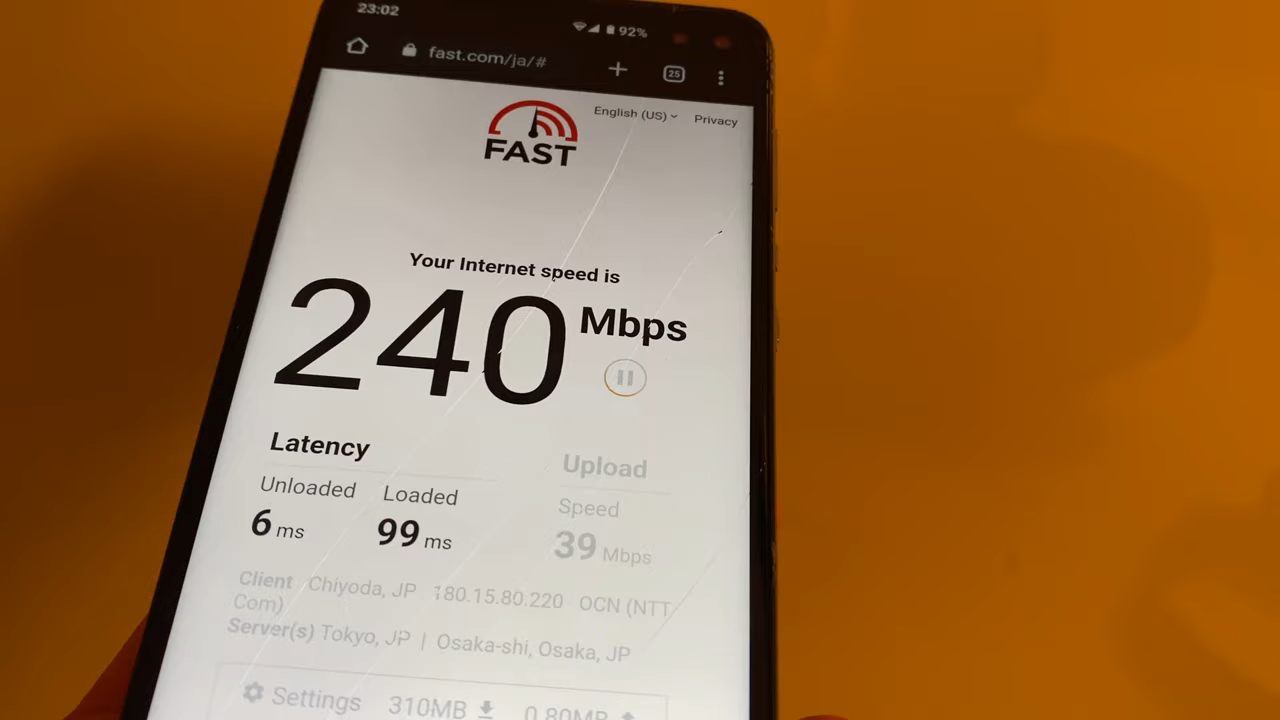 23:02
92%
fast.com/ja/#
25
English (US)
Privacy
FAST
Your Internet speed is
240 Mbps
Latency
Upload
Unloaded
Loaded
Speed
6 ms
99 ms
39 Mbps
Client Chiyoda, JP 180.15.80.220 OCN (NTT
Com)
Server(s) Tokyo, JP | Osaka-shi, Osaka, JP
Settings
310MB
0.80MB